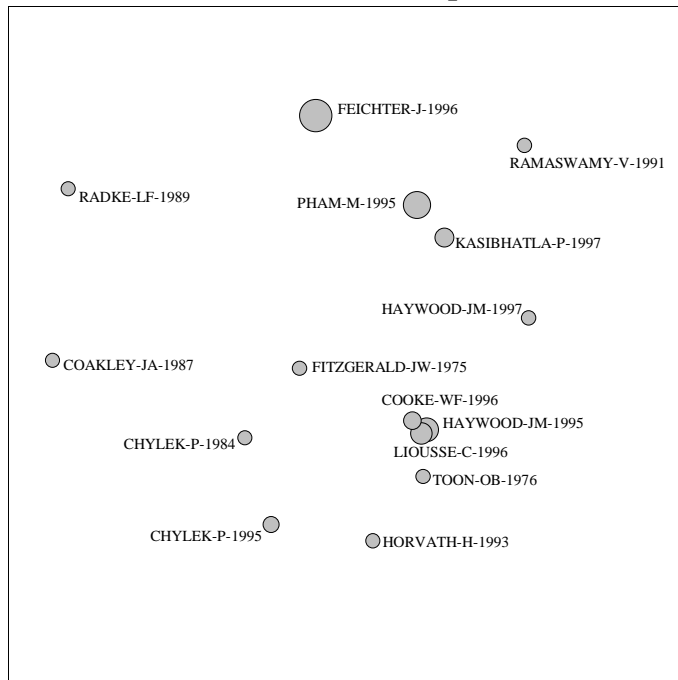 FEICHTER-J-1996
RAMASWAMY-V-1991
RADKE-LF-1989
PHAM-M-1995
KASIBHATLA-P-1997
HAYWOOD-JM-1997
COAKLEY-JA-1987
FITZGERALD-JW-1975
COOKE-WF-1996
HAYWOOD-JM-1995
CHYLEK-P-1984
LIOUSSE-C-1996
TOON-OB-1976
CHYLEK-P-1995
HORVATH-H-1993